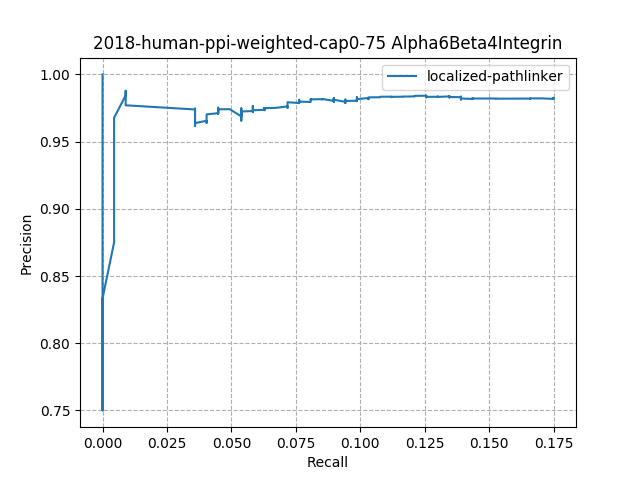 2018-human-ppi-weighted-cap0-75 Alpha6Beta4Integrin
localized-pathlinker
1.00
0.95
0.90
0.85
0.80
0.75
Precision
0.000 0.025 0.050 0.075 0.100 0.125 0.150 0.175
Recall